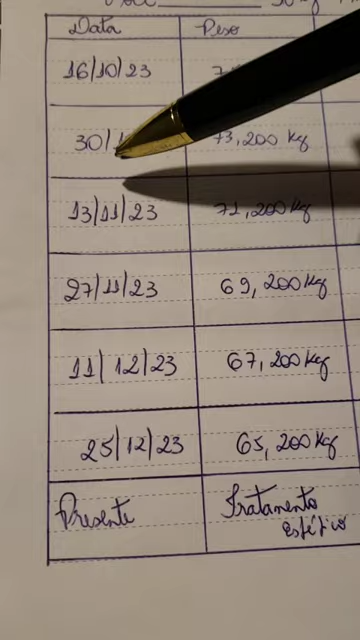 Data Peso
16/10/23
73,200 Kg
13/11/23 71,200 Kg
27/11/23 69,200 Kg
11/12/23 67,200 Kg
25/12/23 65,200 Kg
Presente Tratamento
Estético